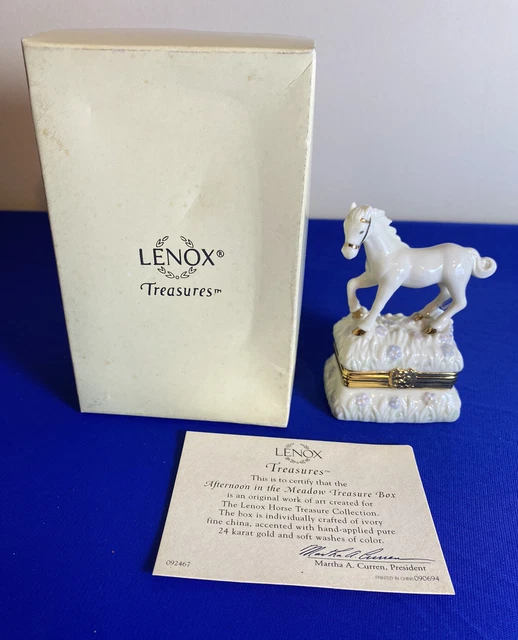 LENOX®
Treasures™
LENOX
Treasures™
This is to certify that the
Afternoon in the Meadow Treasure Box
is an original work of art created for
The Lenox Horse Treasure Collection.
The box is individually crafted of ivory
fine china, accented with hand-applied pure
24 karat gold and soft washes of color.
Martha A. Curren
092467
Martha A. Curren, President
PRINTED IN CHINA 090694